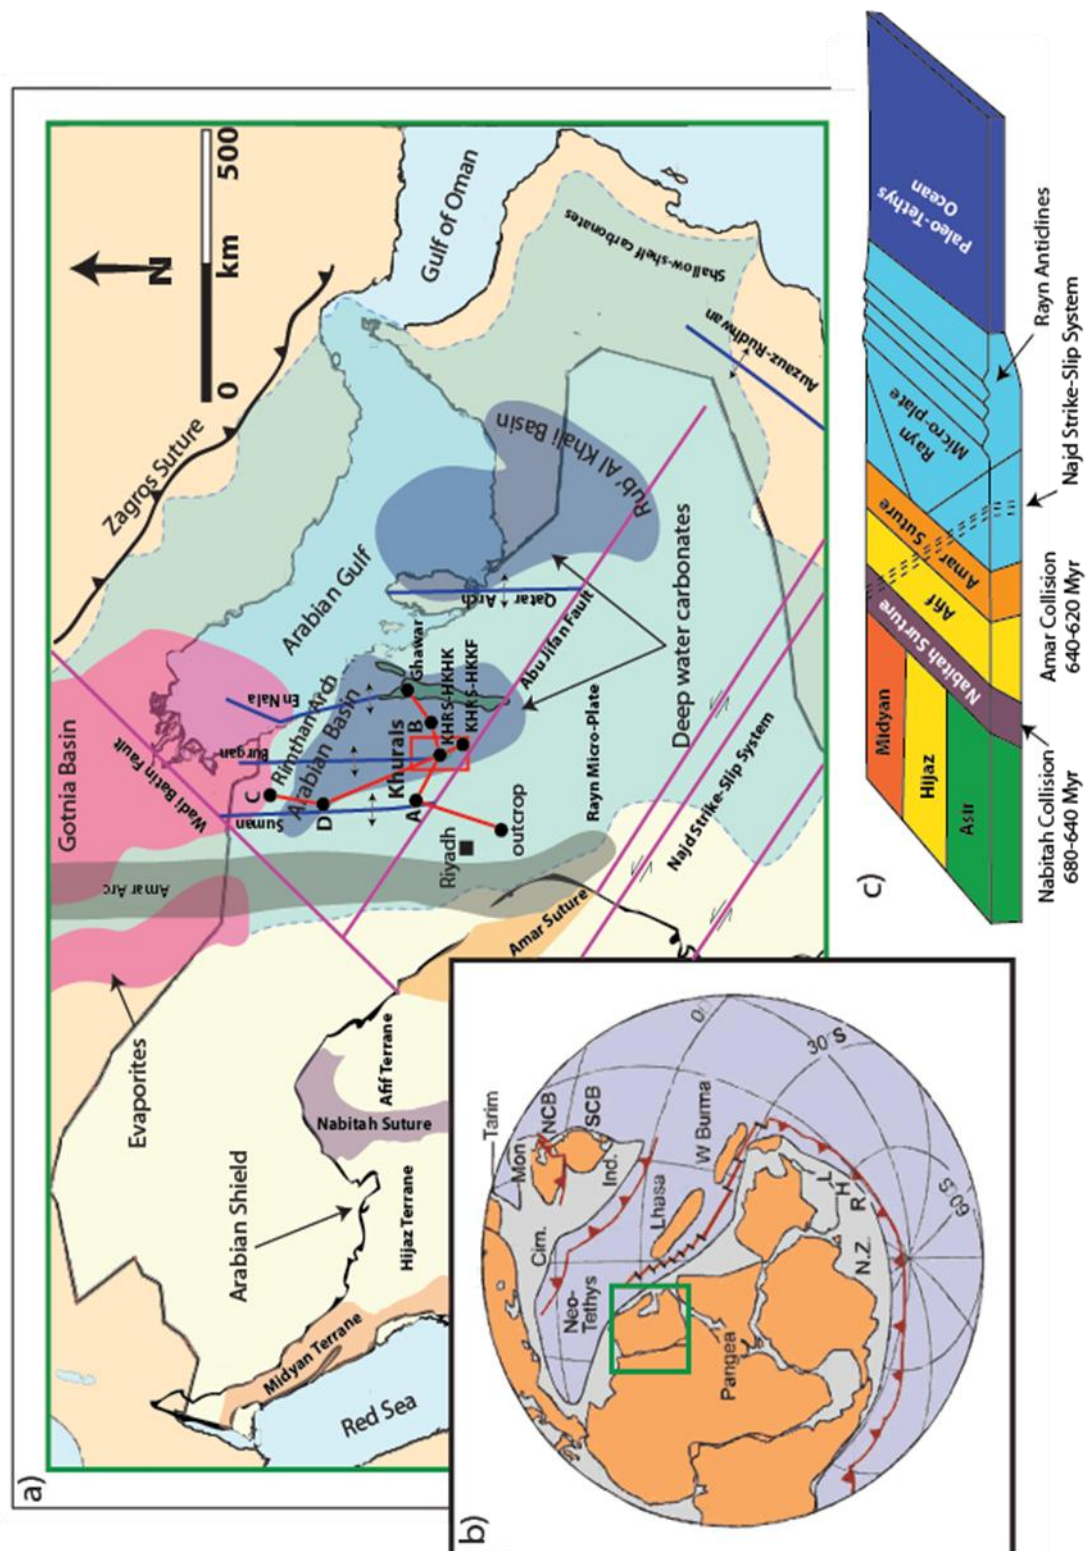 a)
Gotnia Basin
Zagros Suture
N
0 km 500
Evaporites
Amar Arc
Wadi Batin Fault
Burgan
En Nala
Suman
C
Rimthan Arch
Arabian Basin
D
Arabian Gulf
Gulf of Oman
Arabian Shield
Khurais
A
B
Ghawar
KHRS-HKHK
KHRS-HKKF
Riyadh
outcrop
Qatar Arch
Abu Jifan Fault
Rub' Al Khali Basin
Shallow-shelf carbonates
Auzauz-Rudhwan
Deep water carbonates
Rayn Micro-Plate
Najd Strike-Slip System
Amar Suture
Afif Terrane
Nabitah Suture
Hijaz Terrane
Midyan Terrane
Red Sea
b)
Tarim
Mon
NCB
SCB
Ind.
Cim.
W Burma
Lhasa
Neo-
Tethys
Pangea
L
H
R
N.Z.
0
30 S
60 S
c)
Midyan
Hijaz
Asir
Nabitah Surture
Afif
Amar Suture
Rayn
Micro-plate
Paleo-Tethys
Ocean
Rayn Antidines
Najd Strike-Slip System
Amar Collision
640-620 Myr
Nabitah Collision
680-640 Myr